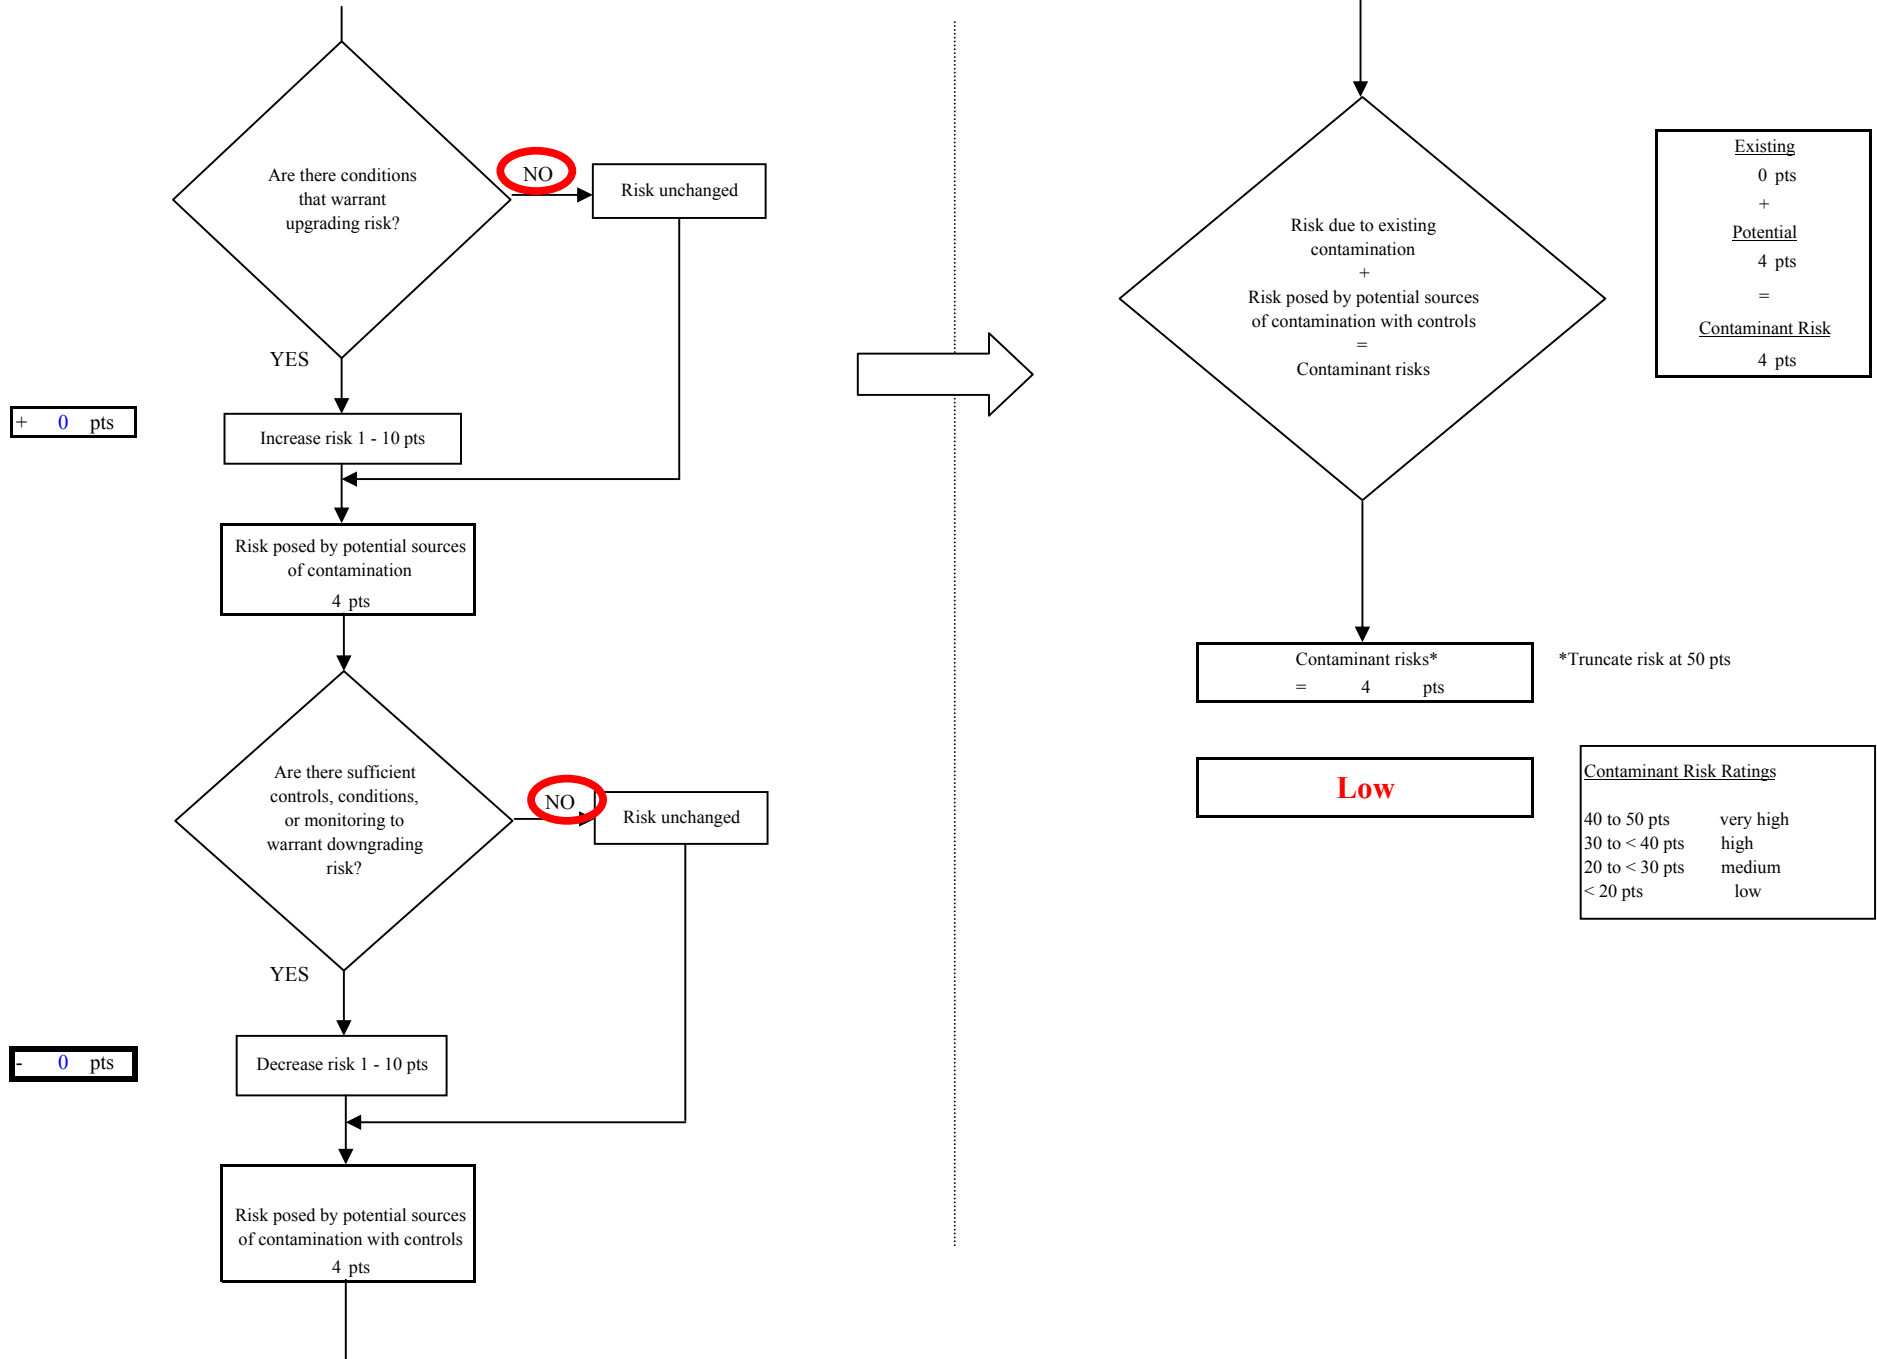 Are there conditions
that warrant
upgrading risk?
NO
Risk unchanged
YES
+ 0 pts
Increase risk 1 - 10 pts
Risk posed by potential sources
of contamination
4 pts
Are there sufficient
controls, conditions,
or monitoring to
warrant downgrading
risk?
NO
Risk unchanged
YES
- 0 pts
Decrease risk 1 - 10 pts
Risk posed by potential sources
of contamination with controls
4 pts
Risk due to existing
contamination
+
Risk posed by potential sources
of contamination with controls
=
Contaminant risks
Existing
0 pts
+
Potential
4 pts
=
Contaminant Risk
4 pts
Contaminant risks*
= 4 pts
*Truncate risk at 50 pts
Low
Contaminant Risk Ratings
40 to 50 pts very high
30 to < 40 pts high
20 to < 30 pts medium
< 20 pts low